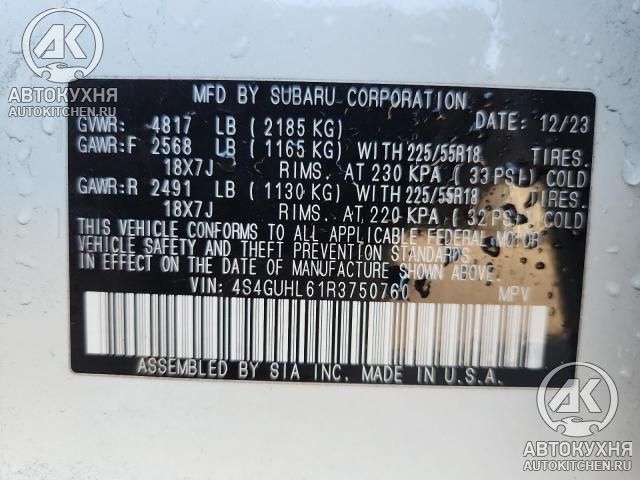 АВТОКУХНЯ
AUTOKITCHEN.RU
MFD BY SUBARU CORPORATION
GVWR: 4817 LB (2185 KG) DATE: 12/23
GAWR:F 2568 LB (1165 KG) WITH 225/55R18 TIRES.
18X7J RIMS. AT 230 KPA (33 PSI) COLD
GAWR:R 2491 LB (1130 KG) WITH 225/55R18 TIRES.
18X7J RIMS. AT 220 KPA (32 PSI) COLD
THIS VEHICLE CONFORMS TO ALL APPLICABLE FEDERAL MOTOR
VEHICLE SAFETY AND THEFT PREVENTION STANDARDS
IN EFFECT ON THE DATE OF MANUFACTURE SHOWN ABOVE.
VIN: 4S4GUHL61R3750760 MPV
ASSEMBLED BY SIA INC. MADE IN U.S.A.
АВТОКУХНЯ
AUTOKITCHEN.RU